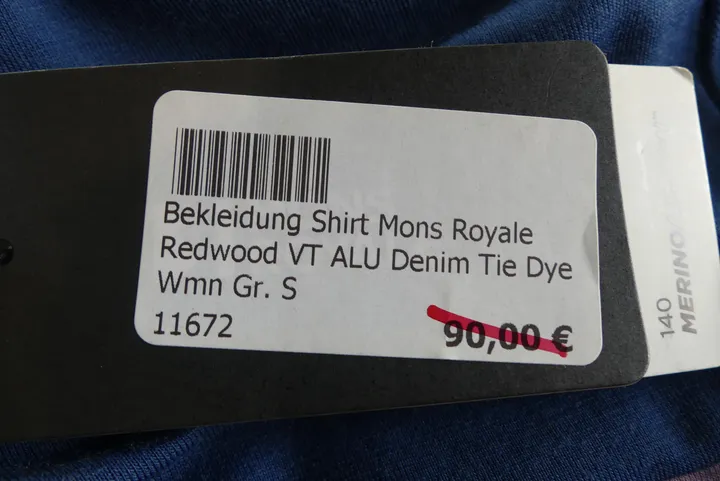 Bekleidung Shirt Mons Royale
Redwood VT ALU Denim Tie Dye
Wmn Gr. S
11672
90,00 €
140
MERINO